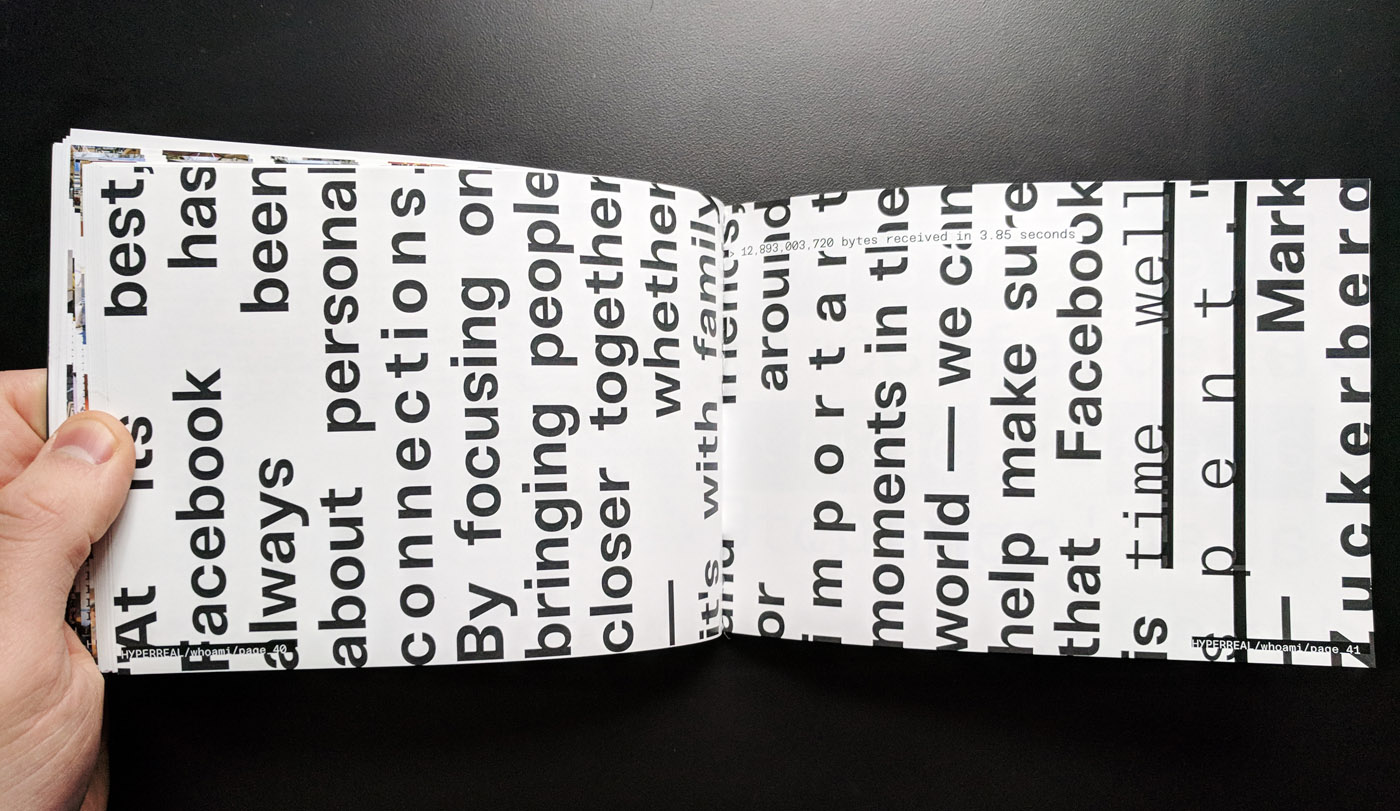 "At its best,
Facebook has
always been
about personal
connections.
By focusing on
bringing people
closer together
— whether
it's with family
and friends,
or around
important
moments in the
world — we can
help make sure
that Facebook
is time well
spent."
— Mark
Zuckerberg
> 12,893,003,720 bytes received in 3.85 seconds
HYPERREAL/whoami/page 40
HYPERREAL/whoami/page 41